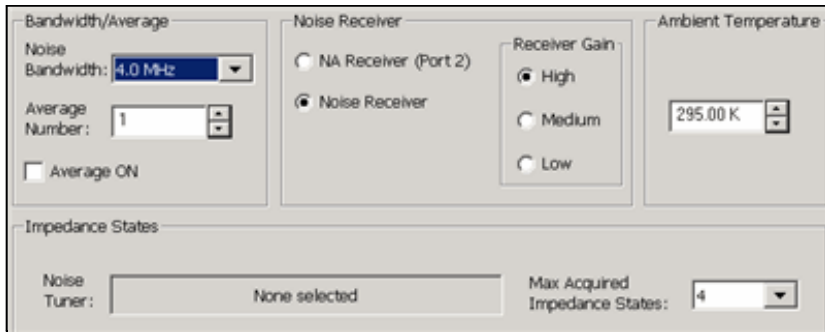 Bandwidth/Average
Noise
Bandwidth: 4.0 MHz
Average
Number: 1
Average ON
Noise Receiver
NA Receiver (Port 2)
Noise Receiver
Receiver Gain
High
Medium
Low
Ambient Temperature
295.00 K
Impedance States
Noise
Tuner: None selected
Max Acquired
Impedance States: 4